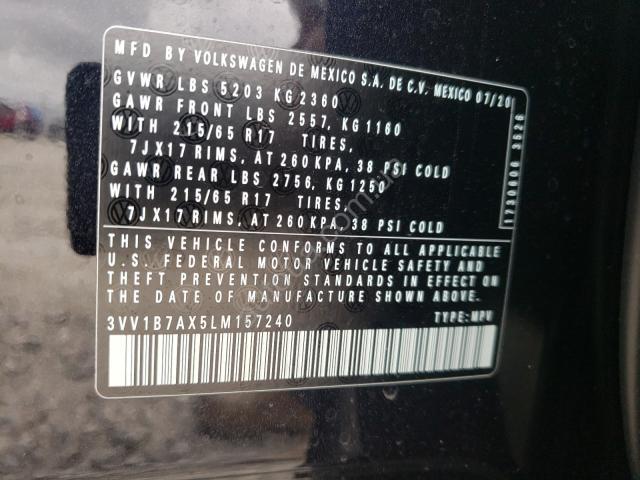 MFD BY VOLKSWAGEN DE MEXICO S.A. DE C.V. MEXICO 07/20
GVWR LBS 5203 KG 2360
GAWR FRONT LBS 2557, KG 1160
WITH 215/65 R17 TIRES,
7JX17 RIMS, AT 260 KPA, 38 PSI COLD
GAWR REAR LBS 2756, KG 1250
WITH 215/65 R17 TIRES,
7JX17 RIMS, AT 260 KPA, 38 PSI COLD
1730606 3126
THIS VEHICLE CONFORMS TO ALL APPLICABLE
U.S. FEDERAL MOTOR VEHICLE SAFETY AND
THEFT PREVENTION STANDARDS IN EFFECT ON
THE DATE OF MANUFACTURE SHOWN ABOVE.
3VV1B7AX5LM157240 TYPE: MPV